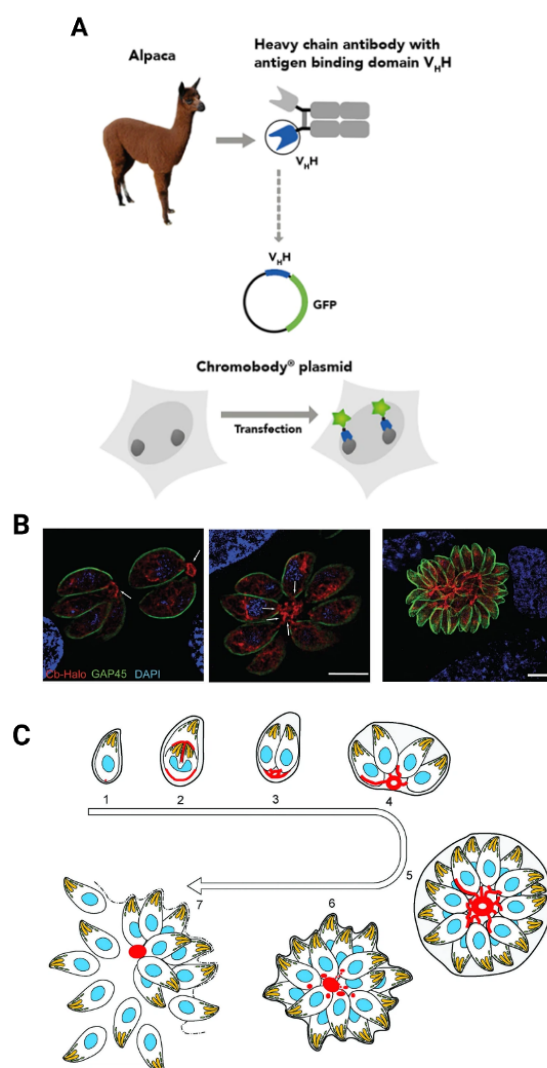 A
Alpaca
Heavy chain antibody with
antigen binding domain VHH
VHH
VHH
GFP
Chromobody® plasmid
Transfection
B
Cb-Halo GAP45 DAPI
C
1
2
3
4
5
6
7